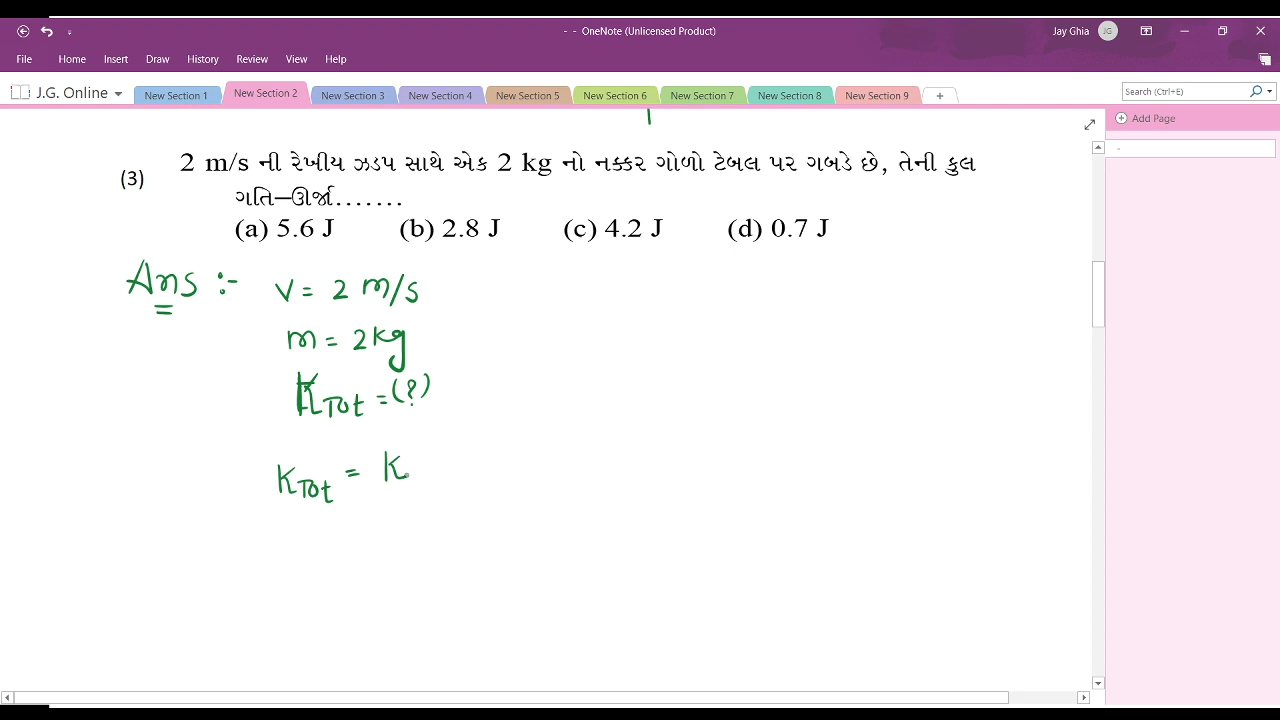 - - OneNote (Unlicensed Product)
Jay Ghia JG
File Home Insert Draw History Review View Help
J.G. Online New Section 1 New Section 2 New Section 3 New Section 4 New Section 5 New Section 6 New Section 7 New Section 8 New Section 9 +
Search (Ctrl+E)
Add Page
-
(3) 2 m/s ની રેખીય ઝડપ સાથે એક 2 kg નો નક્કર ગોળો ટેબલ પર ગબડે છે, તેની કુલ
ગતિ–ઊર્જા.......
(a) 5.6 J (b) 2.8 J (c) 4.2 J (d) 0.7 J
Ans :- v = 2 m/s
m = 2kg
KTot = (?)
KTot = K